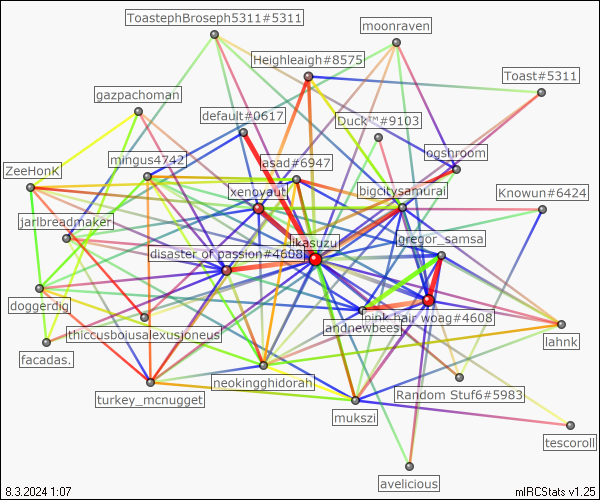 ToastephBroseph5311#5311
moonraven
Heighleaigh#8575
Toast#5311
gazpachoman
default#0617
Duck™#9103
ogshroom
mingus4742
asad#6947
ZeeHonK
xenoyaut
bigcitysamurai
Knowun#6424
jarlbreadmaker
likasuzu
gregor_samsa
disaster of passion#4608
doggerdig
pink hair woag#4608
thiccusbojusalexusjoneus
andnewbees
lahnk
facadas.
neokingghidorah
turkey_mcnugget
Random Stuf6#5983
mukszi
tescoroll
avelicious
8.3.2024 1:07
mIRCStats v1.25